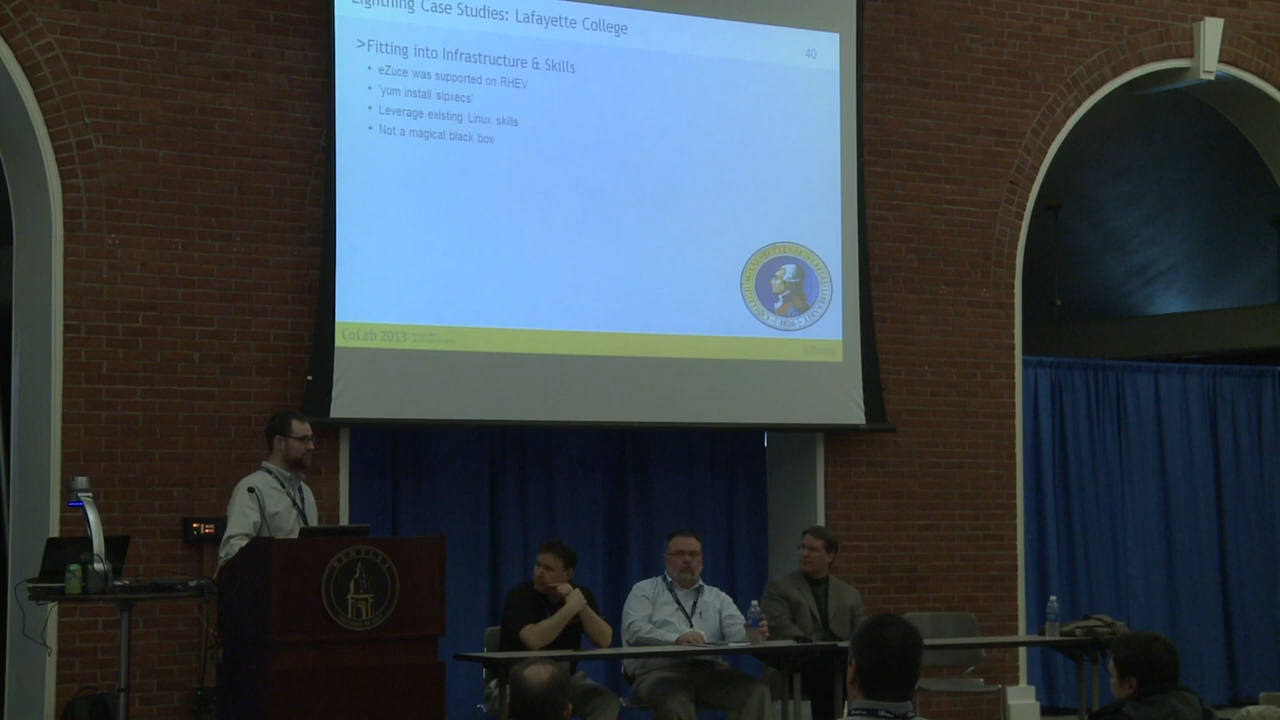 Lightning Case Studies: Lafayette College
40
>Fitting into Infrastructure & Skills
• eZuce was supported on RHEV
• 'yum install sipxecs'
• Leverage existing Linux skills
• Not a magical black box
CoLab 2013
BENTLEY